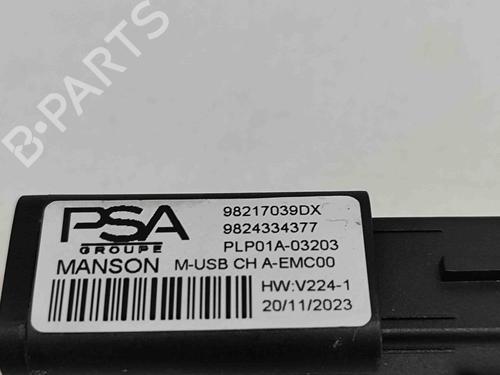 B-PARTS
PSA
GROUPE
98217039DX
9824334377
PLP01A-03203
MANSON M-USB CH A-EMC00
HW:V224-1
20/11/2023